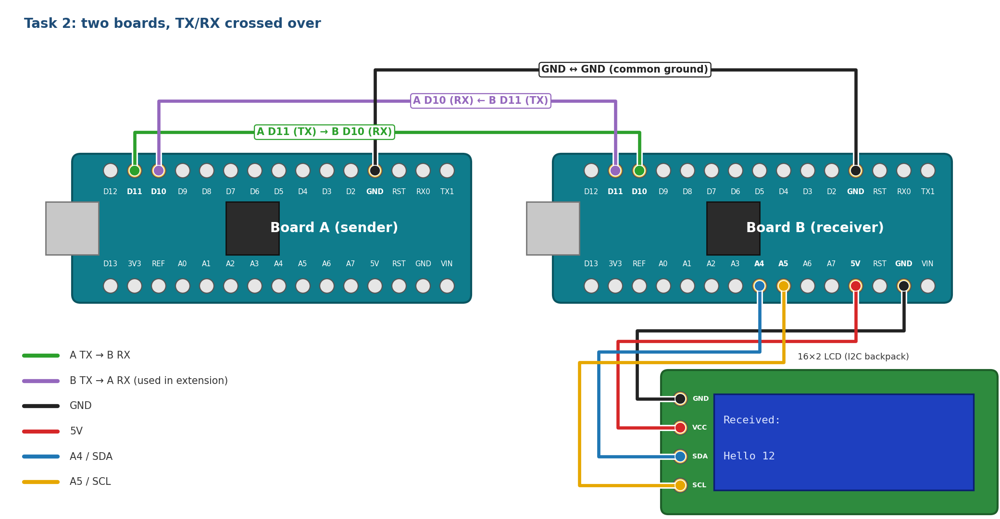 Task 2: two boards, TX/RX crossed over
GND ↔ GND (common ground)
A D10 (RX) ← B D11 (TX)
A D11 (TX) → B D10 (RX)
D12 D11 D10 D9 D8 D7 D6 D5 D4 D3 D2 GND RST RX0 TX1
Board A (sender)
D13 3V3 REF A0 A1 A2 A3 A4 A5 A6 A7 5V RST GND VIN
D12 D11 D10 D9 D8 D7 D6 D5 D4 D3 D2 GND RST RX0 TX1
Board B (receiver)
D13 3V3 REF A0 A1 A2 A3 A4 A5 A6 A7 5V RST GND VIN
A TX → B RX
B TX → A RX (used in extension)
GND
5V
A4 / SDA
A5 / SCL
16×2 LCD (I2C backpack)
GND
VCC
SDA
SCL
Received:
Hello 12